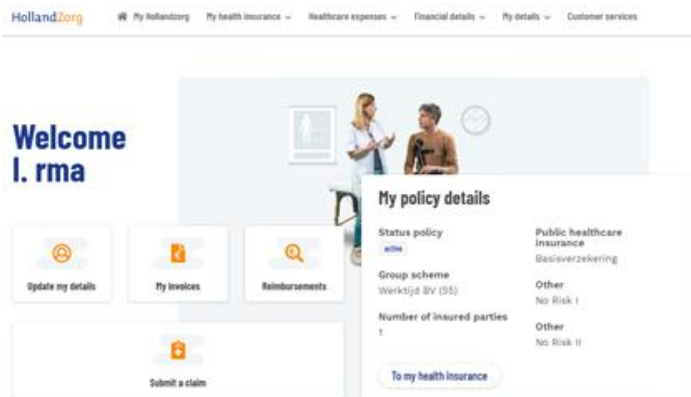 HollandZorg
My Hollandzorg
My health insurance
Healthcare expenses
Financial details
My details
Customer services
Welcome
I. rma
Update my details
My invoices
Reimbursements
Submit a claim
My policy details
Status policy
active
Group scheme
Werktijd BV (55)
Number of insured parties
1
Public healthcare
insurance
Basisverzekering
Other
No Risk I
Other
No Risk II
To my health insurance